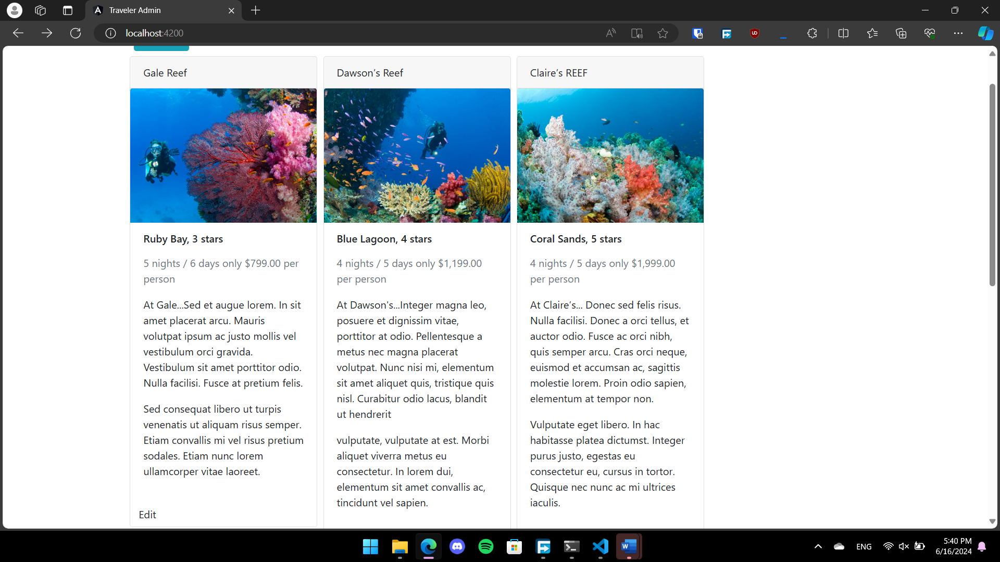 Traveler Admin
localhost:4200
Gale Reef
Ruby Bay, 3 stars
5 nights / 6 days only $799.00 per
person
At Gale...Sed et augue lorem. In sit
amet placerat arcu. Mauris
volutpat ipsum ac justo mollis vel
vestibulum orci gravida.
Vestibulum sit amet porttitor odio.
Nulla facilisi. Fusce at pretium felis.
Sed consequat libero ut turpis
venenatis ut aliquam risus semper.
Etiam convallis mi vel risus pretium
sodales. Etiam nunc lorem
ullamcorper vitae laoreet.
Edit
Dawson’s Reef
Blue Lagoon, 4 stars
4 nights / 5 days only $1,199.00
per person
At Dawson's...Integer magna leo,
posuere et dignissim vitae,
porttitor at odio. Pellentesque a
metus nec magna placerat
volutpat. Nunc nisi mi, elementum
sit amet aliquet quis, tristique quis
nisl. Curabitur odio lacus, blandit
ut hendrerit
vulputate, vulputate at est. Morbi
aliquet viverra metus eu
consectetur. In lorem dui,
elementum sit amet convallis ac,
tincidunt vel sapien.
Claire’s REEF
Coral Sands, 5 stars
4 nights / 5 days only $1,999.00
per person
At Claire’s... Donec sed felis risus.
Nulla facilisi. Donec a orci tellus, et
auctor odio. Fusce ac orci nibh,
quis semper arcu. Cras orci neque,
euismod et accumsan ac, sagittis
molestie lorem. Proin odio sapien,
elementum at tempor non.
Vulputate eget libero. In hac
habitasse platea dictumst. Integer
purus justo, egestas eu
consectetur eu, cursus in tortor.
Quisque nec nunc ac mi ultrices
iaculis.
ENG
5:40 PM
6/16/2024